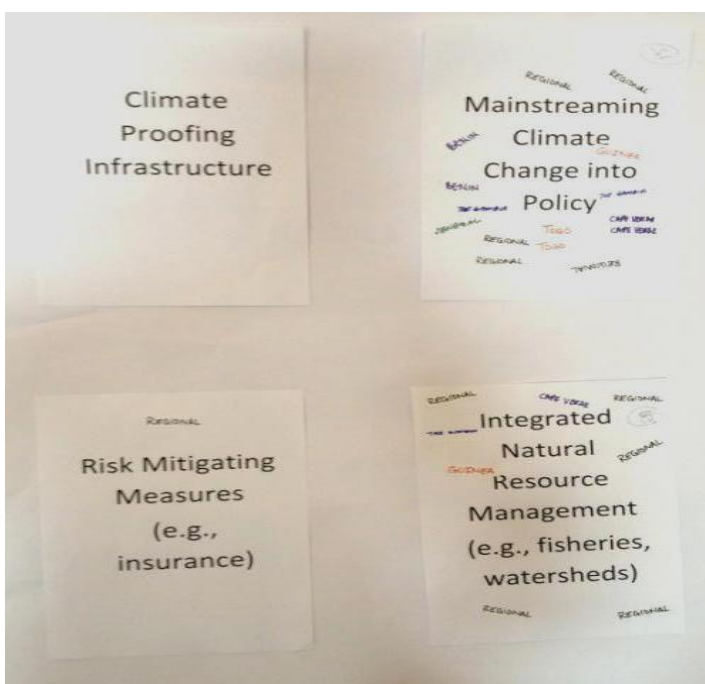 Climate
Proofing
Infrastructure
REGIONAL
REGIONAL
Mainstreaming
BENIN
Climate
GUINEA
Change into
BENIN
THE GAMBIA
Policy
THE GAMBIA
CAPE VERDE
TOGO
CAPE VERDE
REGIONAL
TOGO
REGIONAL
REGIONAL
Risk Mitigating
Measures
(e.g.,
insurance)
REGIONAL
CAPE VERDE
REGIONAL
Integrated
THE GAMBIA
Natural
REGIONAL
GUINEA
Resource
Management
(e.g., fisheries,
watersheds)
REGIONAL
REGIONAL